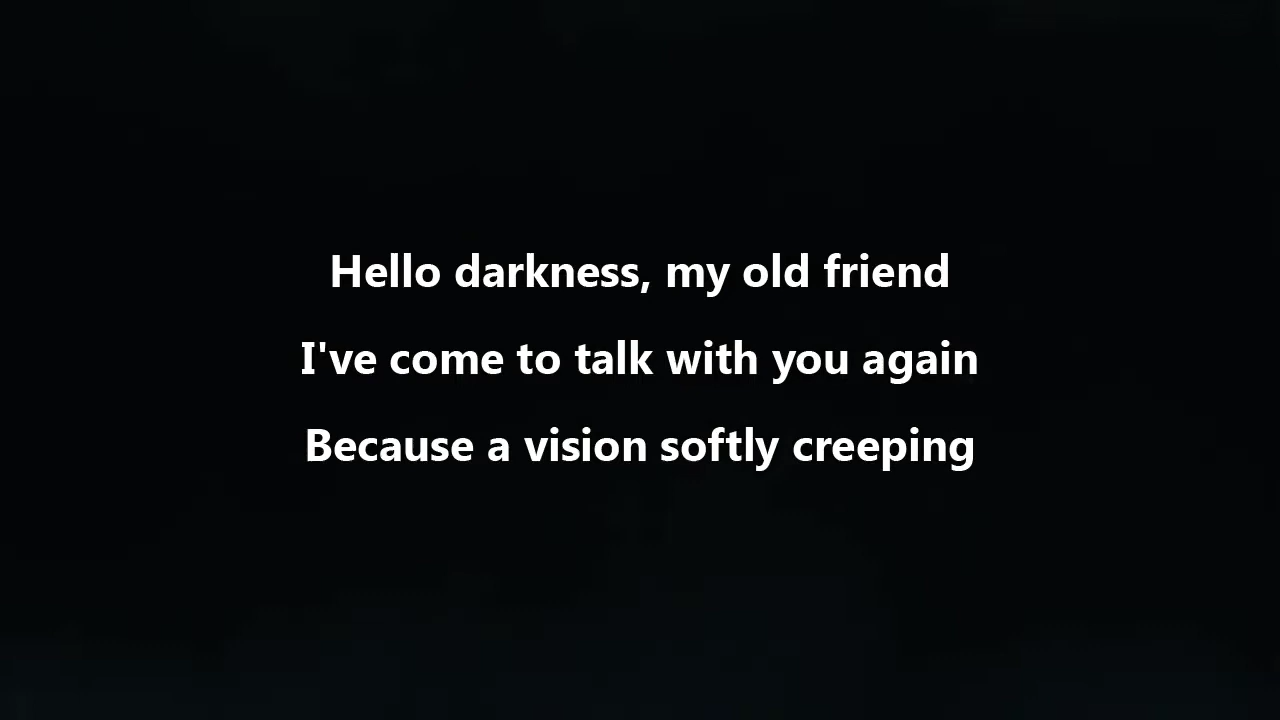 Hello darkness, my old friend
I've come to talk with you again
Because a vision softly creeping